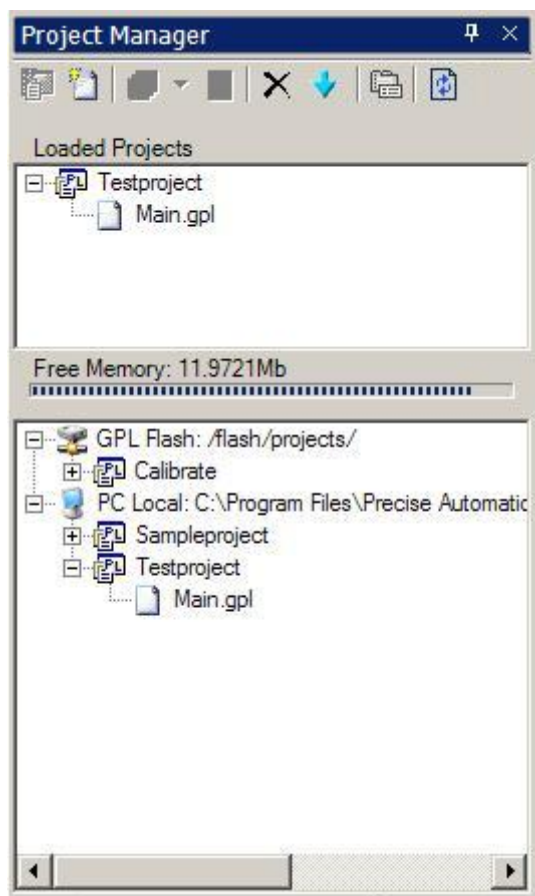 Project Manager
Loaded Projects
Testproject
Main.gpl
Free Memory: 11.9721Mb
GPL Flash: /flash/projects/
Calibrate
PC Local: C:\Program Files\Precise Automatic
Sampleproject
Testproject
Main.gpl